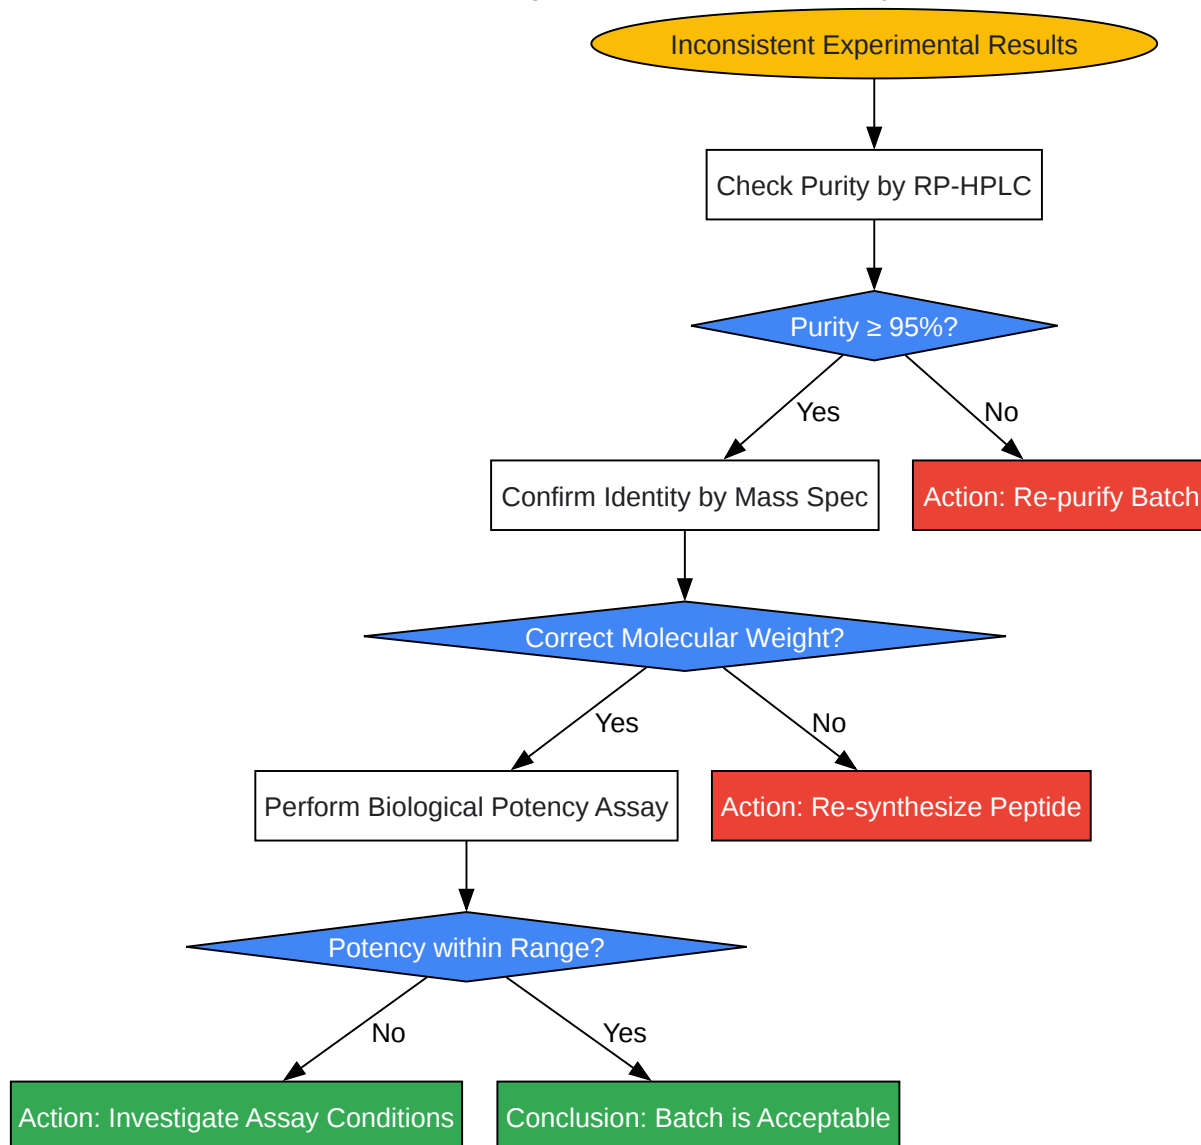 Inconsistent Experimental Results
Check Purity by RP-HPLC
Purity ≥ 95%?
Yes
No
Confirm Identity by Mass Spec
Action: Re-purify Batch
Correct Molecular Weight?
Yes
No
Perform Biological Potency Assay
Action: Re-synthesize Peptide
Potency within Range?
No
Yes
Action: Investigate Assay Conditions
Conclusion: Batch is Acceptable